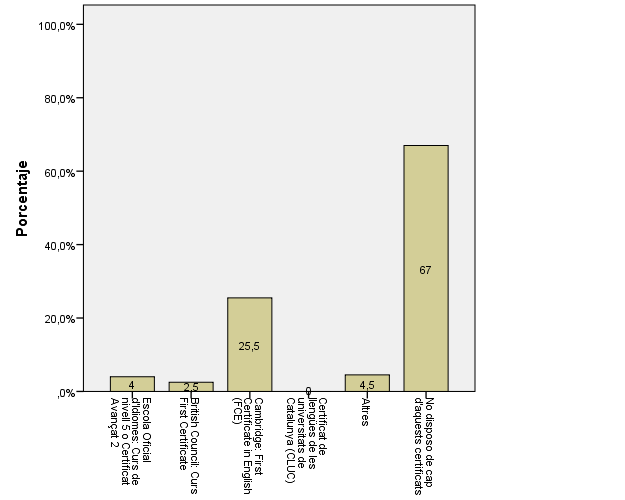 100,0%
80,0%
60,0%
40,0%
20,0%
,0%
Porcentaje
4
2,5
25,5
0
4,5
67
Escola Oficial
d'Idiomes: Curs de
nivell 5 o Certificat
Avançat 2
British Council: Curs
First Certificate
Cambridge: First
Certificate in English
(FCE)
Certificat de
llengües de les
universitats de
Catalunya (CLUC)
Altres
No disposo de cap
d'aquests certificats